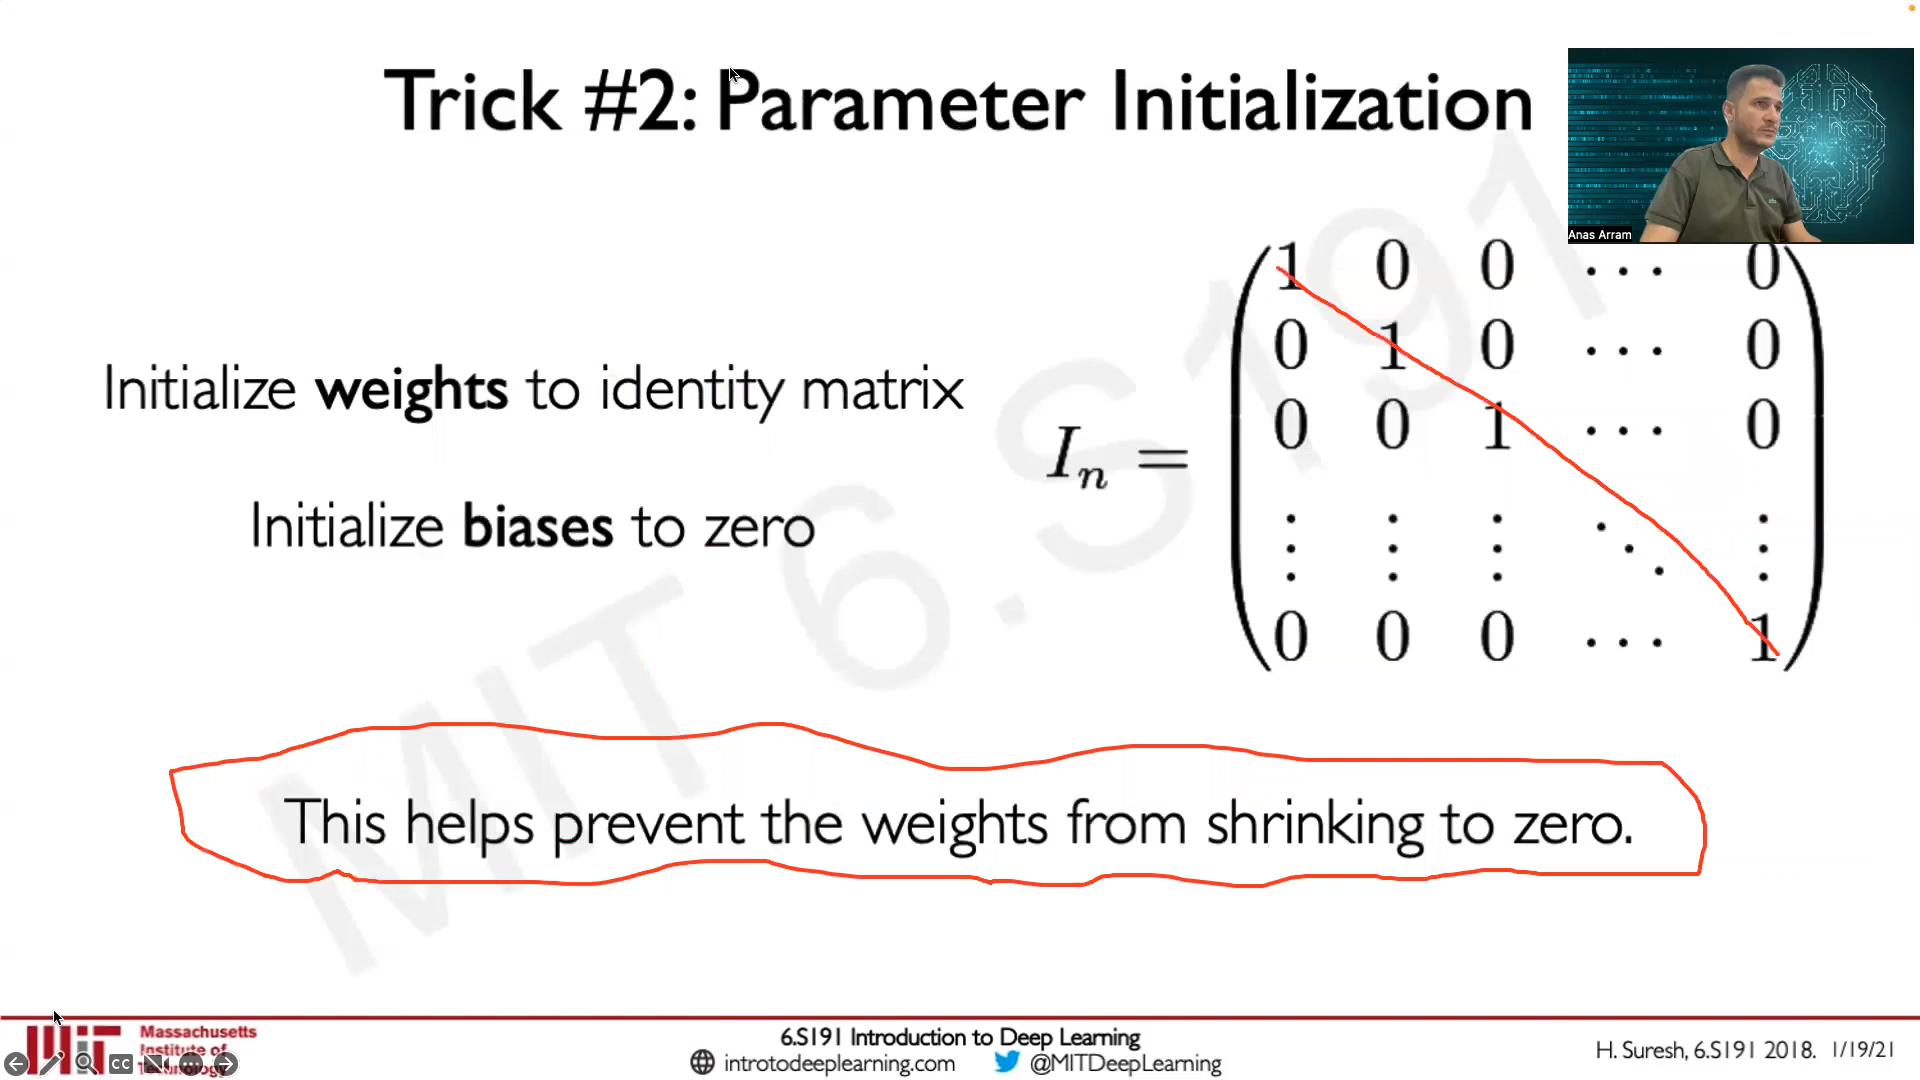 Trick #2: Parameter Initialization
Anas Arram
Initialize weights to identity matrix
Initialize biases to zero
I_n =
1 0 0 ⋯ 0
0 1 0 ⋯ 0
0 0 1 ⋯ 0
⋮ ⋮ ⋮ ⋱ ⋮
0 0 0 ⋯ 1
This helps prevent the weights from shrinking to zero.
MIT 6.S191
Massachusetts
Institute of
Technology
CC
6.S191 Introduction to Deep Learning
introtodeeplearning.com @MITDeepLearning
H. Suresh, 6.S191 2018. 1/19/21